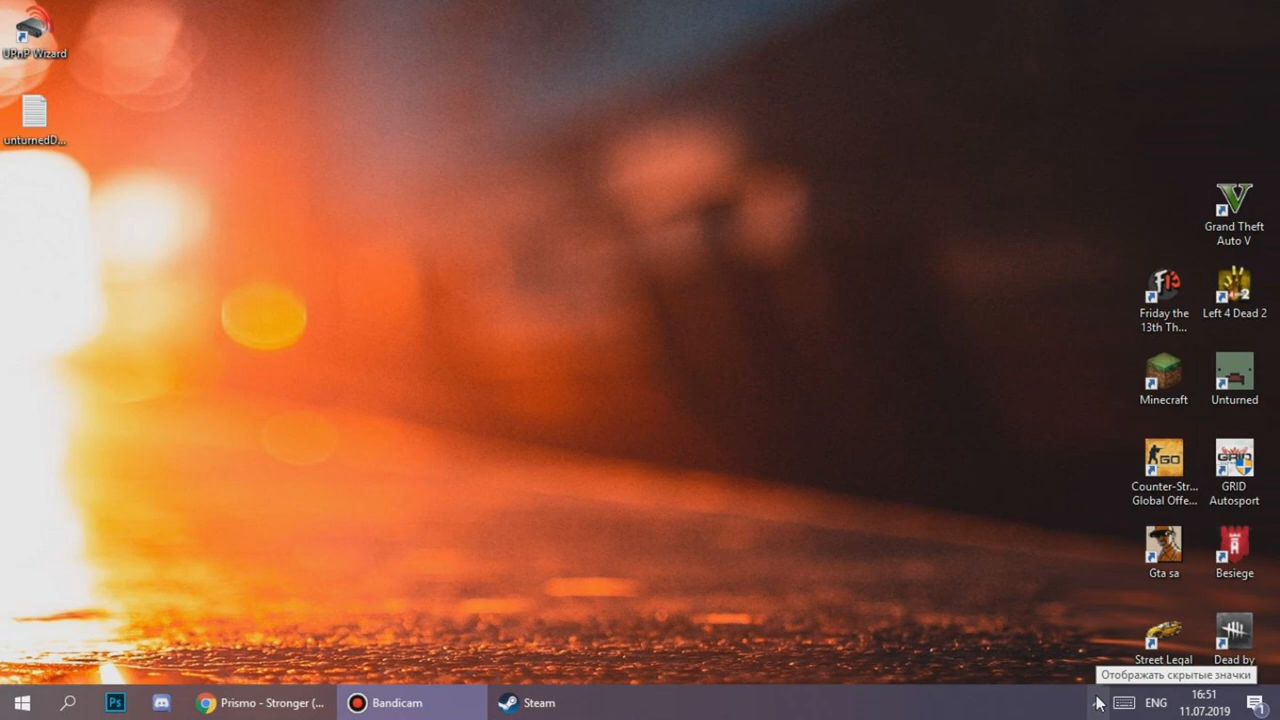 UPnP Wizard
unturnedD...
Grand Theft
Auto V
Friday the
13th Th...
Left 4 Dead 2
Minecraft
Unturned
Counter-Str...
Global Offe...
GRID
Autosport
Gta sa
Besiege
Street Legal
Dead by
Отображать скрытые значки
Ps
Prismo - Stronger (...
Bandicam
Steam
ENG
16:51
11.07.2019
1